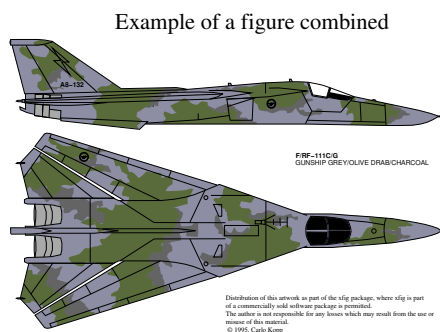 Example of a figure combined
A8-132
F/RF-111C/G
GUNSHIP GREY/OLIVE DRAB/CHARCOAL
Distribution of this artwork as part of the xfig package, where xfig is part
of a commercially sold software package is permitted.
The author is not responsible for any losses which may result from the use or
misuse of this material.
© 1995. Carlo Kopp